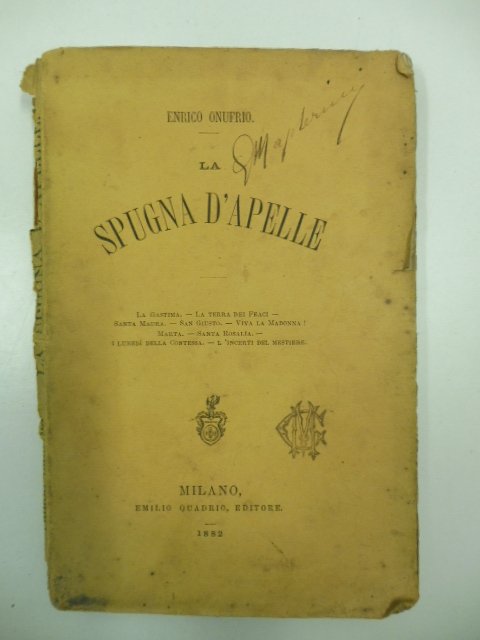 ENRICO ONUFRIO.
LA
SPUGNA D'APELLE
LA GASTIMA. — LA TERRA DEI FEACI —
SANTA MAURA. — SAN GIUSTO. — VIVA LA MADONNA!
MARTA. — SANTA ROSALIA. —
I LUNEDÌ DELLA CONTESSA. — L'INCERTI DEL MESTIERE.
MILANO,
EMILIO QUADRIO, EDITORE.
1882